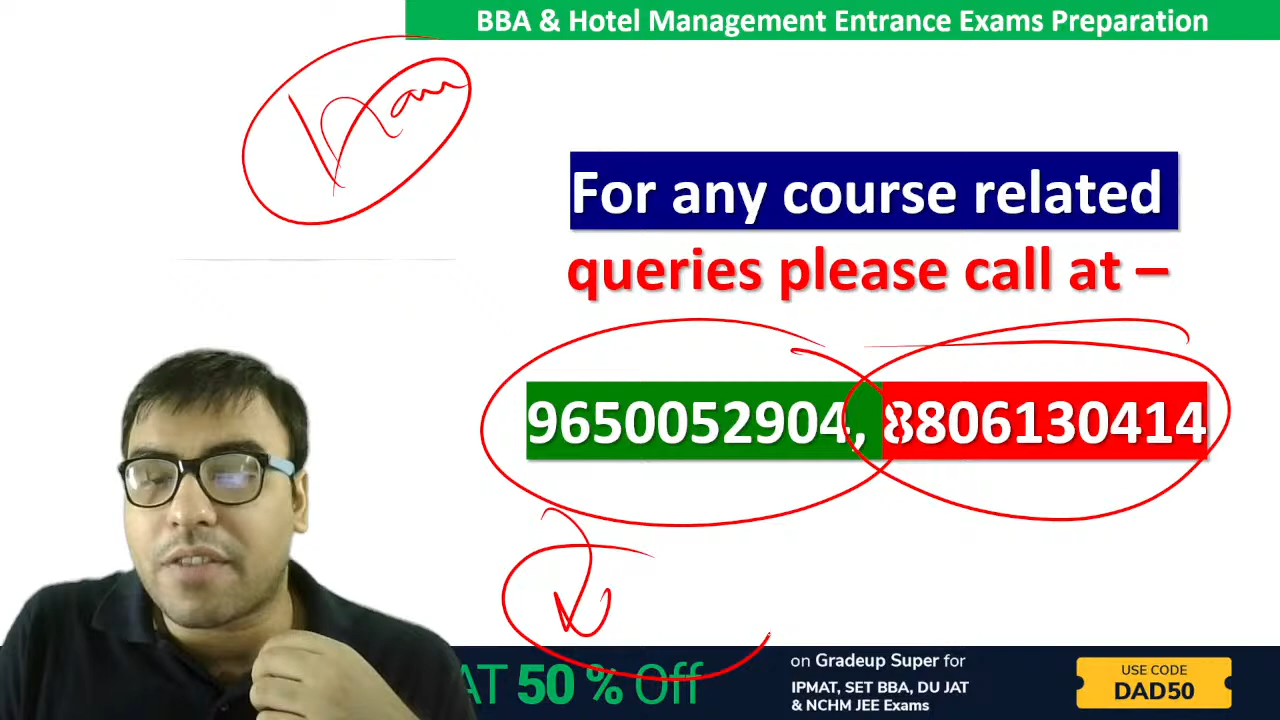 BBA & Hotel Management Entrance Exams Preparation
For any course related
queries please call at –
9650052904, 8806130414
AT 50 % Off
on Gradeup Super for
IPMAT, SET BBA, DU JAT
& NCHM JEE Exams
USE CODE
DAD50